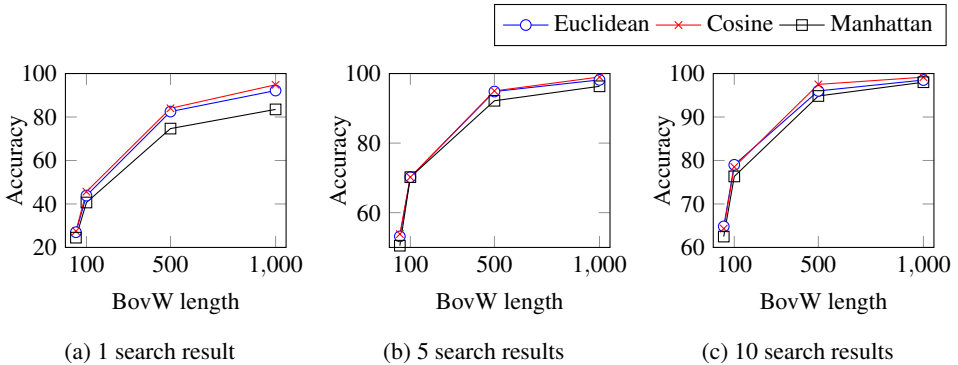 Euclidean Cosine Manhattan
100
80
60
40
20
Accuracy
100 500 1,000
BovW length
(a) 1 search result
100
80
60
Accuracy
100 500 1,000
BovW length
(b) 5 search results
100
90
80
70
60
Accuracy
100 500 1,000
BovW length
(c) 10 search results